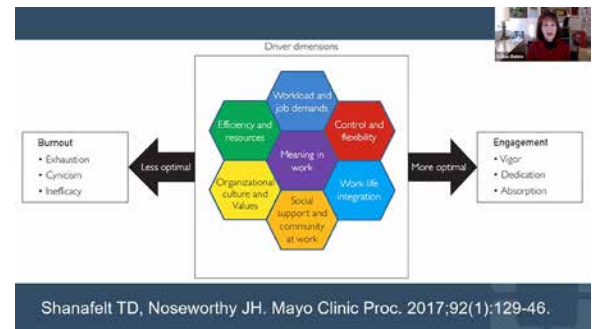 Driver dimensions
Workload and
job demands
Efficiency and
resources
Control and
flexibility
Meaning in
work
Organizational
culture and
Values
Work life
integration
Social
support and
community
at work
Burnout
• Exhaustion
• Cynicism
• Inefficacy
Less optimal
More optimal
Engagement
• Vigor
• Dedication
• Absorption
Shanafelt TD, Noseworthy JH. Mayo Clinic Proc. 2017;92(1):129-46.